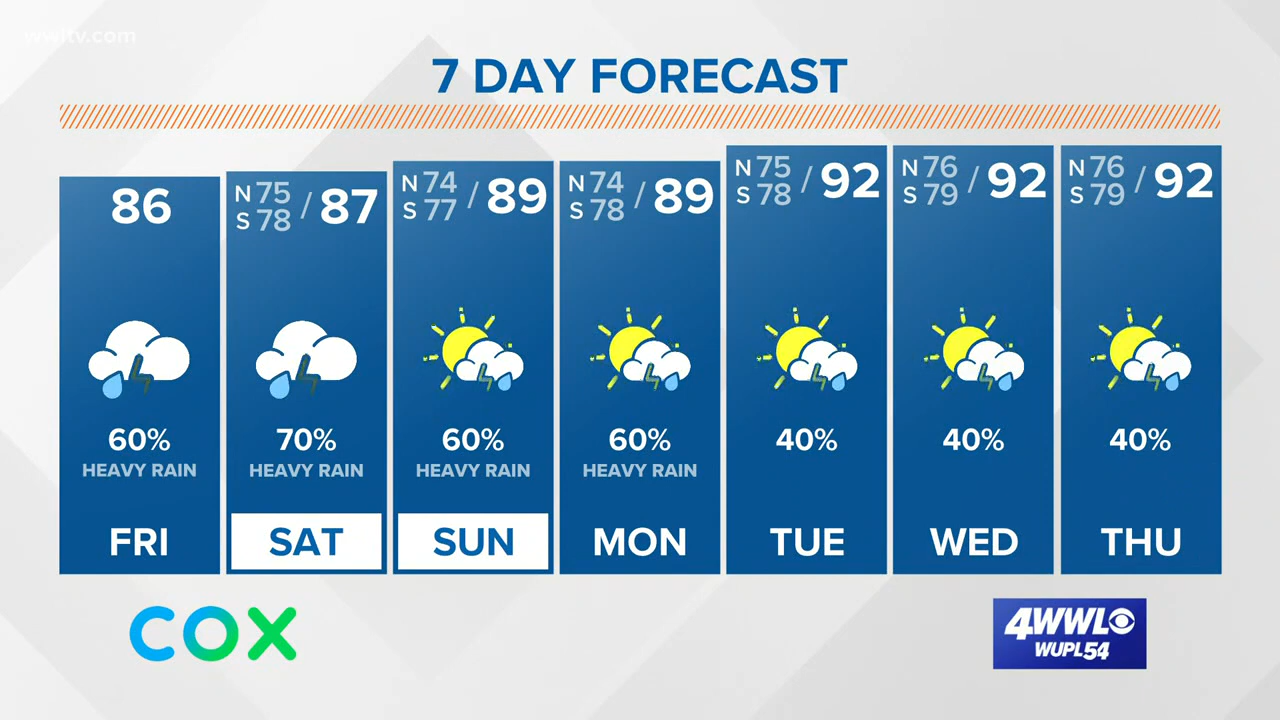 wwltv.com
7 DAY FORECAST
86
60%
HEAVY RAIN
FRI
N 75 / 87
S 78
70%
HEAVY RAIN
SAT
N 74 / 89
S 77
60%
HEAVY RAIN
SUN
N 74 / 89
S 78
60%
HEAVY RAIN
MON
N 75 / 92
S 78
40%
TUE
N 76 / 92
S 79
40%
WED
N 76 / 92
S 79
40%
THU
COX
4WWL
WUPL54